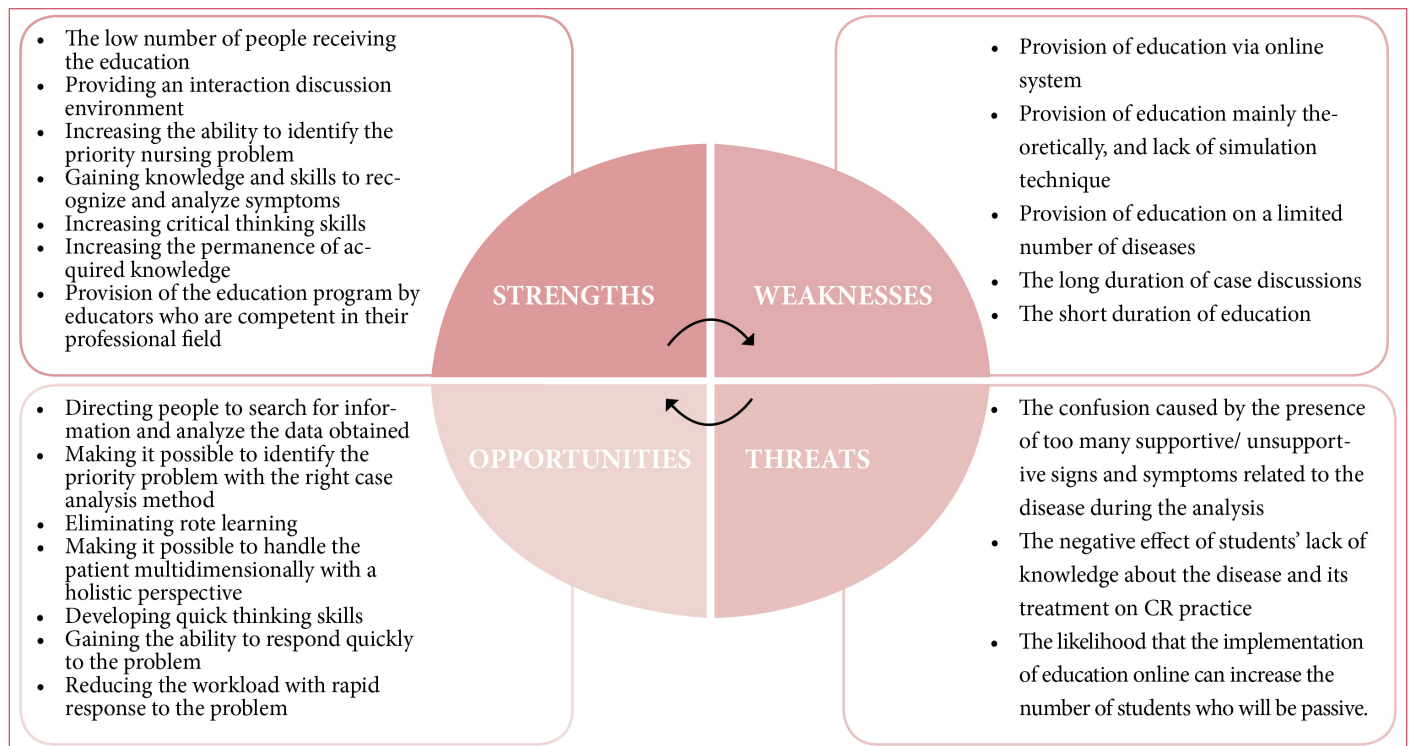 • The low number of people receiving
the education
• Providing an interaction discussion
environment
• Increasing the ability to identify the
priority nursing problem
• Gaining knowledge and skills to rec-
ognize and analyze symptoms
• Increasing critical thinking skills
• Increasing the permanence of ac-
quired knowledge
• Provision of the education program by
educators who are competent in their
professional field
• Provision of education via online
system
• Provision of education mainly the-
oretically, and lack of simulation
technique
• Provision of education on a limited
number of diseases
• The long duration of case discussions
• The short duration of education
STRENGTHS
WEAKNESSES
OPPORTUNITIES
THREATS
• Directing people to search for infor-
mation and analyze the data obtained
• Making it possible to identify the
priority problem with the right case
analysis method
• Eliminating rote learning
• Making it possible to handle the
patient multidimensionally with a
holistic perspective
• Developing quick thinking skills
• Gaining the ability to respond quickly
to the problem
• Reducing the workload with rapid
response to the problem
• The confusion caused by the presence
of too many supportive/ unsupport-
ive signs and symptoms related to the
disease during the analysis
• The negative effect of students’ lack of
knowledge about the disease and its
treatment on CR practice
• The likelihood that the implementation
of education online can increase the
number of students who will be passive.